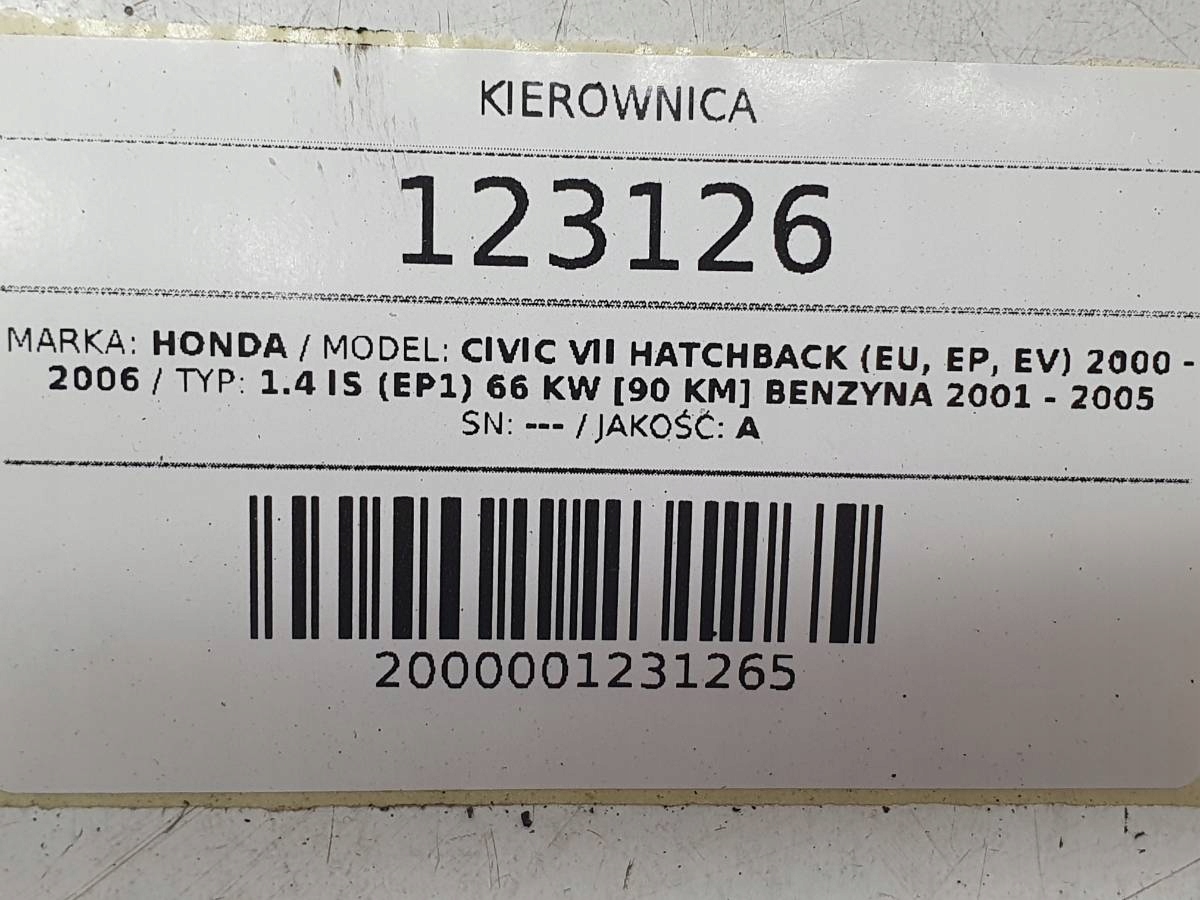 KIEROWNICA
123126
MARKA: HONDA / MODEL: CIVIC VII HATCHBACK (EU, EP, EV) 2000 -
2006 / TYP: 1.4 IS (EP1) 66 KW [90 KM] BENZYNA 2001 - 2005
SN: --- / JAKOŚĆ: A
2000001231265